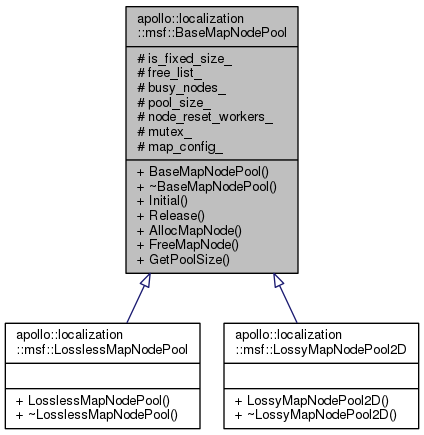 apollo::localization
::msf::BaseMapNodePool
# is_fixed_size_
# free_list_
# busy_nodes_
# pool_size_
# node_reset_workers_
# mutex_
# map_config_
+ BaseMapNodePool()
+ ~BaseMapNodePool()
+ Initial()
+ Release()
+ AllocMapNode()
+ FreeMapNode()
+ GetPoolSize()
apollo::localization
::msf::LosslessMapNodePool
+ LosslessMapNodePool()
+ ~LosslessMapNodePool()
apollo::localization
::msf::LossyMapNodePool2D
+ LossyMapNodePool2D()
+ ~LossyMapNodePool2D()